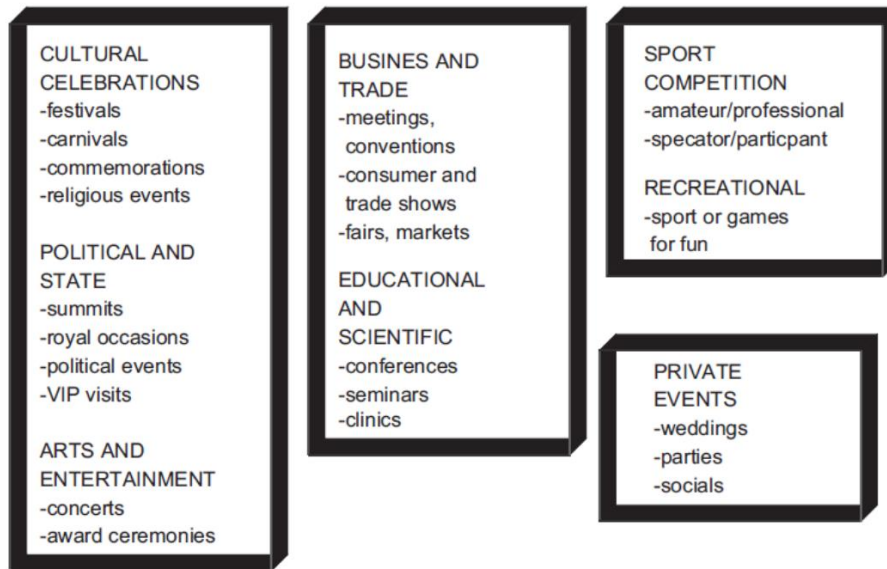 CULTURAL
CELEBRATIONS
-festivals
-carnivals
-commemorations
-religious events
POLITICAL AND
STATE
-summits
-royal occasions
-political events
-VIP visits
ARTS AND
ENTERTAINMENT
-concerts
-award ceremonies
BUSINES AND
TRADE
-meetings,
conventions
-consumer and
trade shows
-fairs, markets
EDUCATIONAL
AND
SCIENTIFIC
-conferences
-seminars
-clinics
SPORT
COMPETITION
-amateur/professional
-specator/particpant
RECREATIONAL
-sport or games
for fun
PRIVATE
EVENTS
-weddings
-parties
-socials